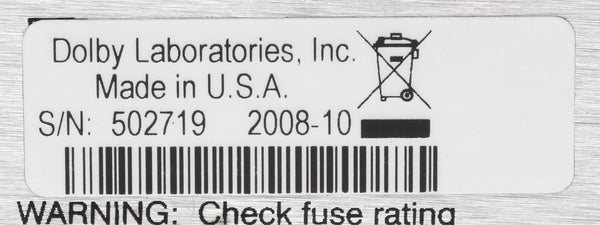 Dolby Laboratories, Inc.
Made in U.S.A.
S/N: 502719 2008-10
WARNING: Check fuse rating